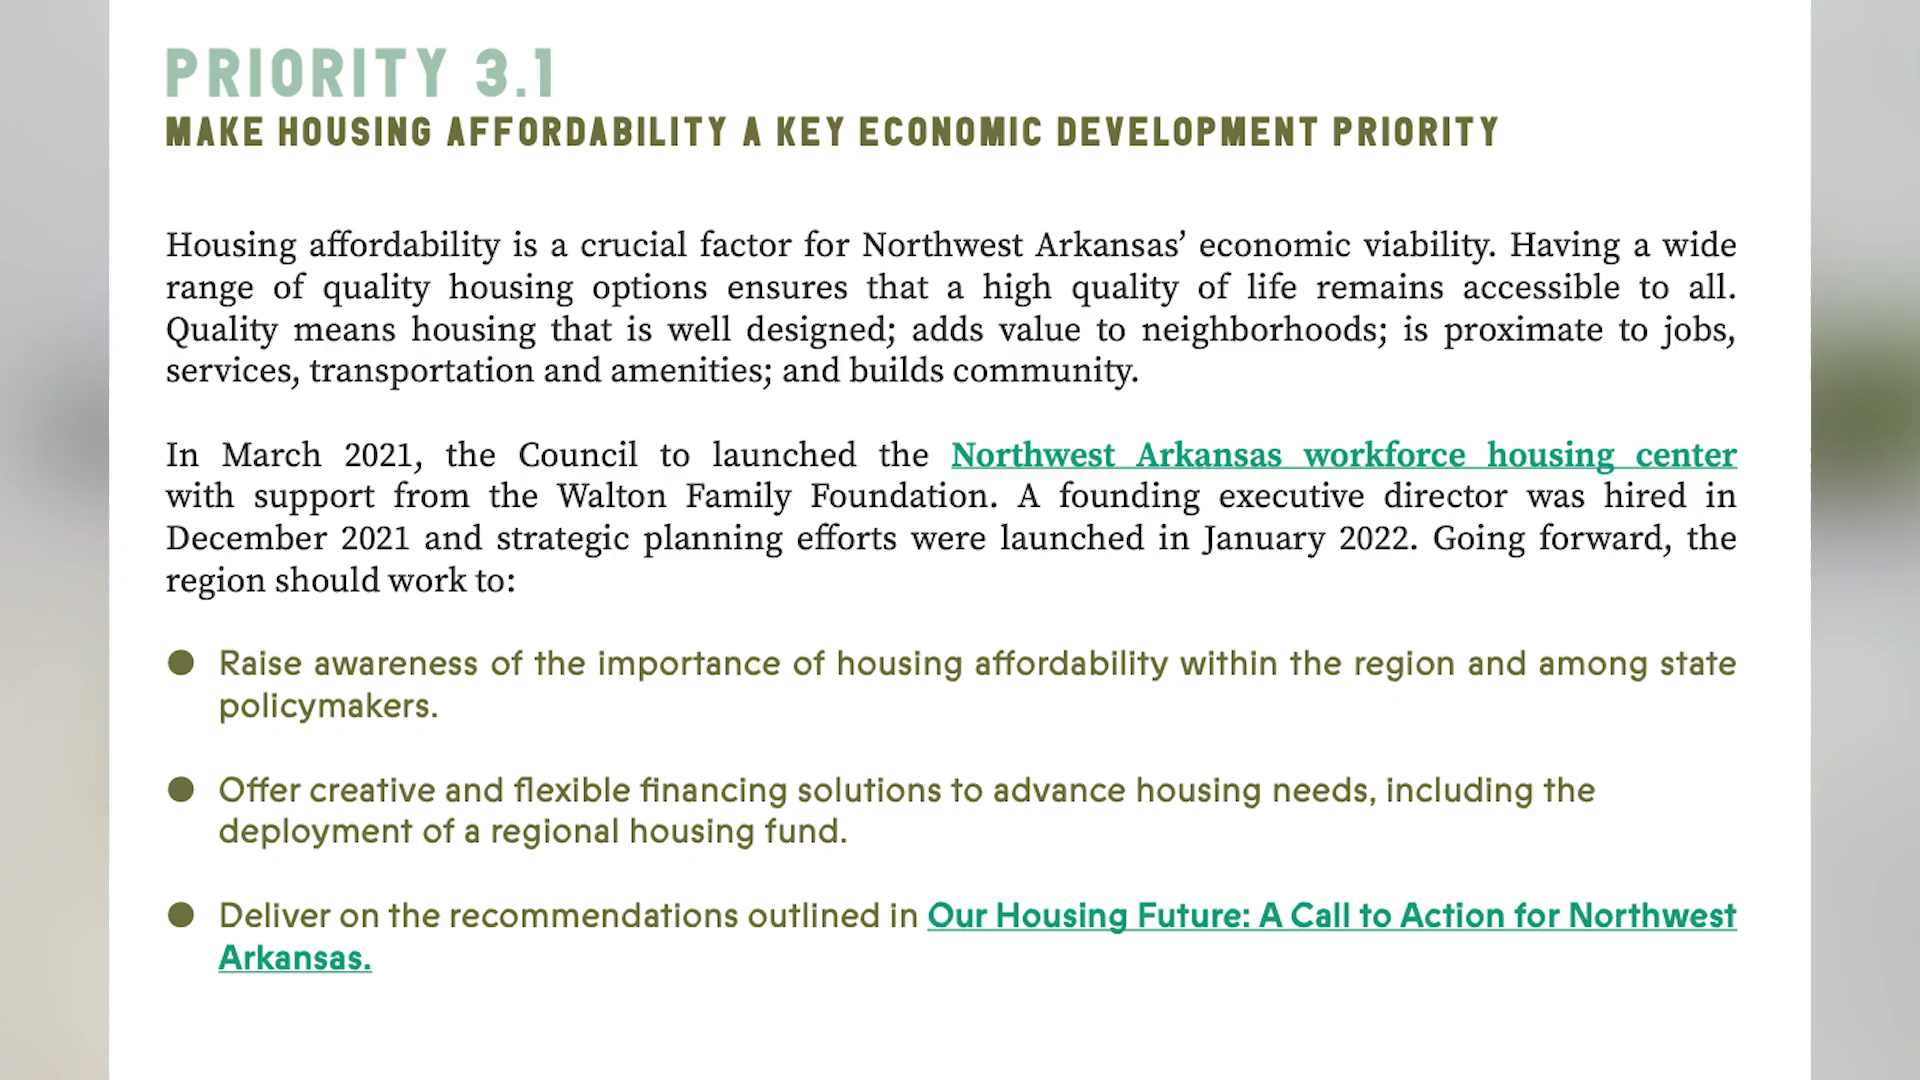 PRIORITY 3.1
MAKE HOUSING AFFORDABILITY A KEY ECONOMIC DEVELOPMENT PRIORITY
Housing affordability is a crucial factor for Northwest Arkansas’ economic viability. Having a wide
range of quality housing options ensures that a high quality of life remains accessible to all.
Quality means housing that is well designed; adds value to neighborhoods; is proximate to jobs,
services, transportation and amenities; and builds community.
In March 2021, the Council to launched the Northwest Arkansas workforce housing center
with support from the Walton Family Foundation. A founding executive director was hired in
December 2021 and strategic planning efforts were launched in January 2022. Going forward, the
region should work to:
● Raise awareness of the importance of housing affordability within the region and among state
policymakers.
● Offer creative and flexible financing solutions to advance housing needs, including the
deployment of a regional housing fund.
● Deliver on the recommendations outlined in Our Housing Future: A Call to Action for Northwest
Arkansas.